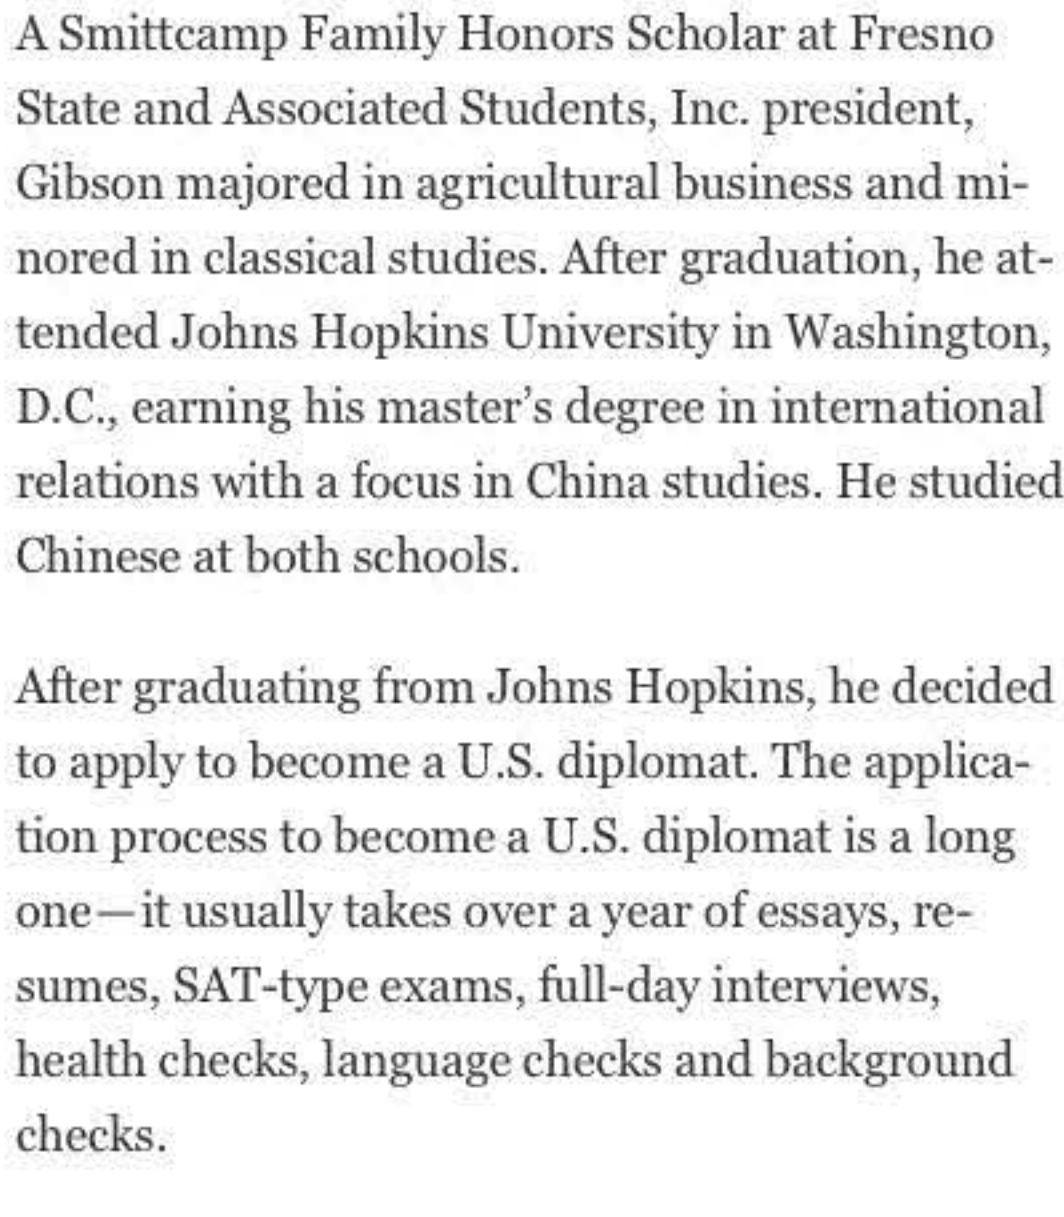 A Smittcamp Family Honors Scholar at Fresno
State and Associated Students, Inc. president,
Gibson majored in agricultural business and mi-
nored in classical studies. After graduation, he at-
tended Johns Hopkins University in Washington,
D.C., earning his master’s degree in international
relations with a focus in China studies. He studied
Chinese at both schools.
After graduating from Johns Hopkins, he decided
to apply to become a U.S. diplomat. The applica-
tion process to become a U.S. diplomat is a long
one—it usually takes over a year of essays, re-
sumes, SAT-type exams, full-day interviews,
health checks, language checks and background
checks.